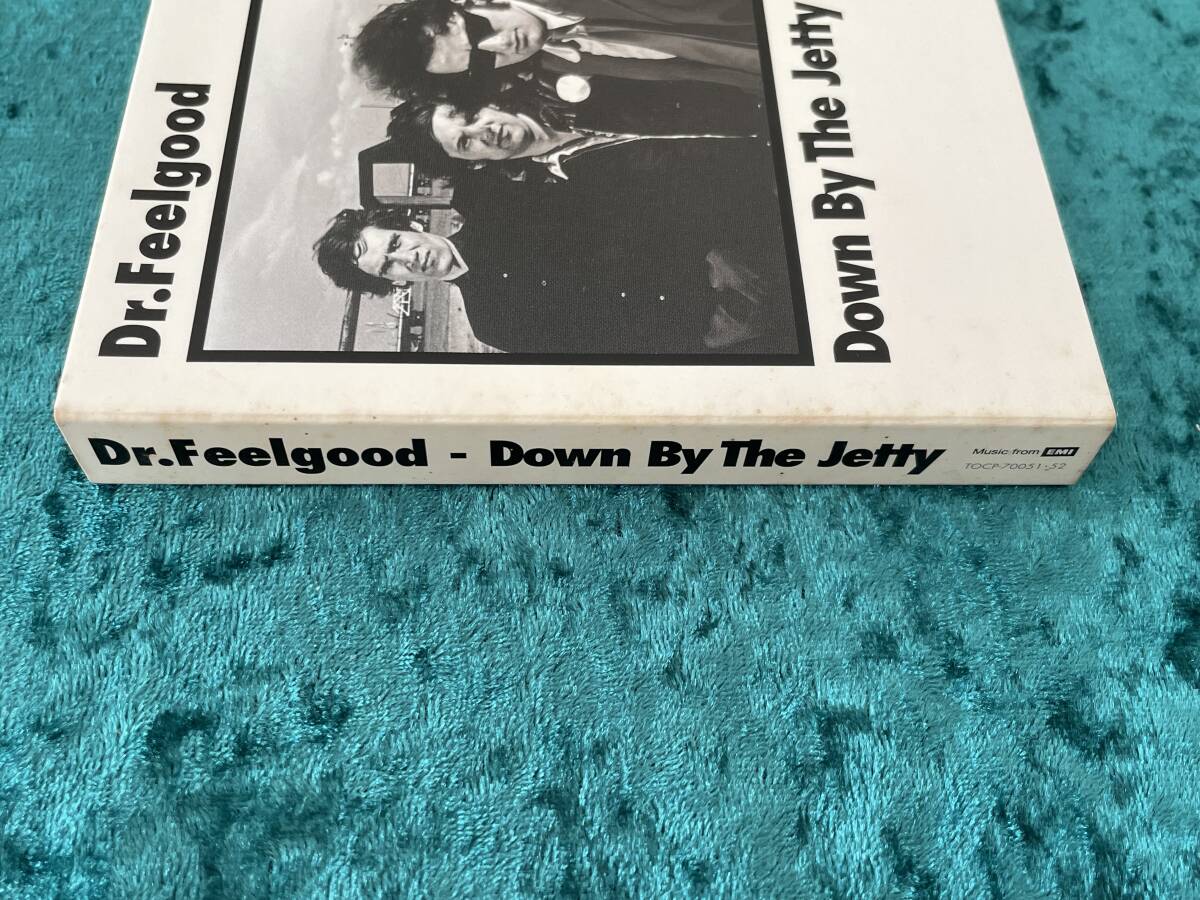 Dr.Feelgood
Down By The Jetty
Dr.Feelgood - Down By The Jetty
Music from EMI
TOCP-70051·52